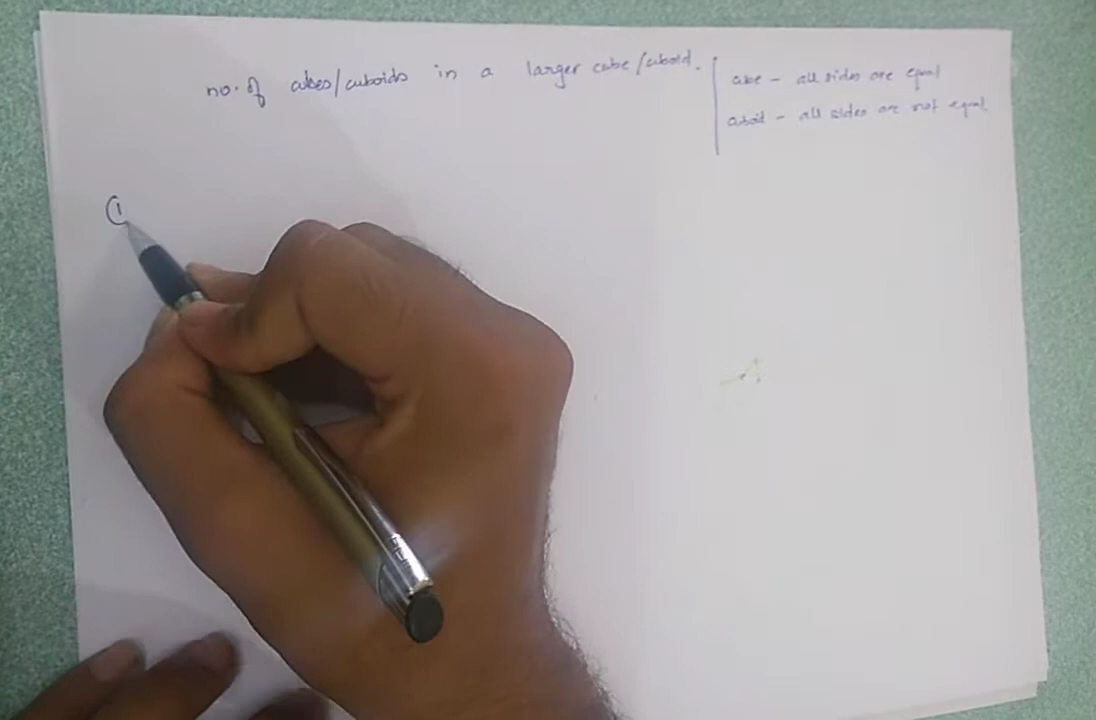 no. of cubes/cuboids in a larger cube/cuboid.
cube - all sides are equal
cuboid - all sides are not equal
①